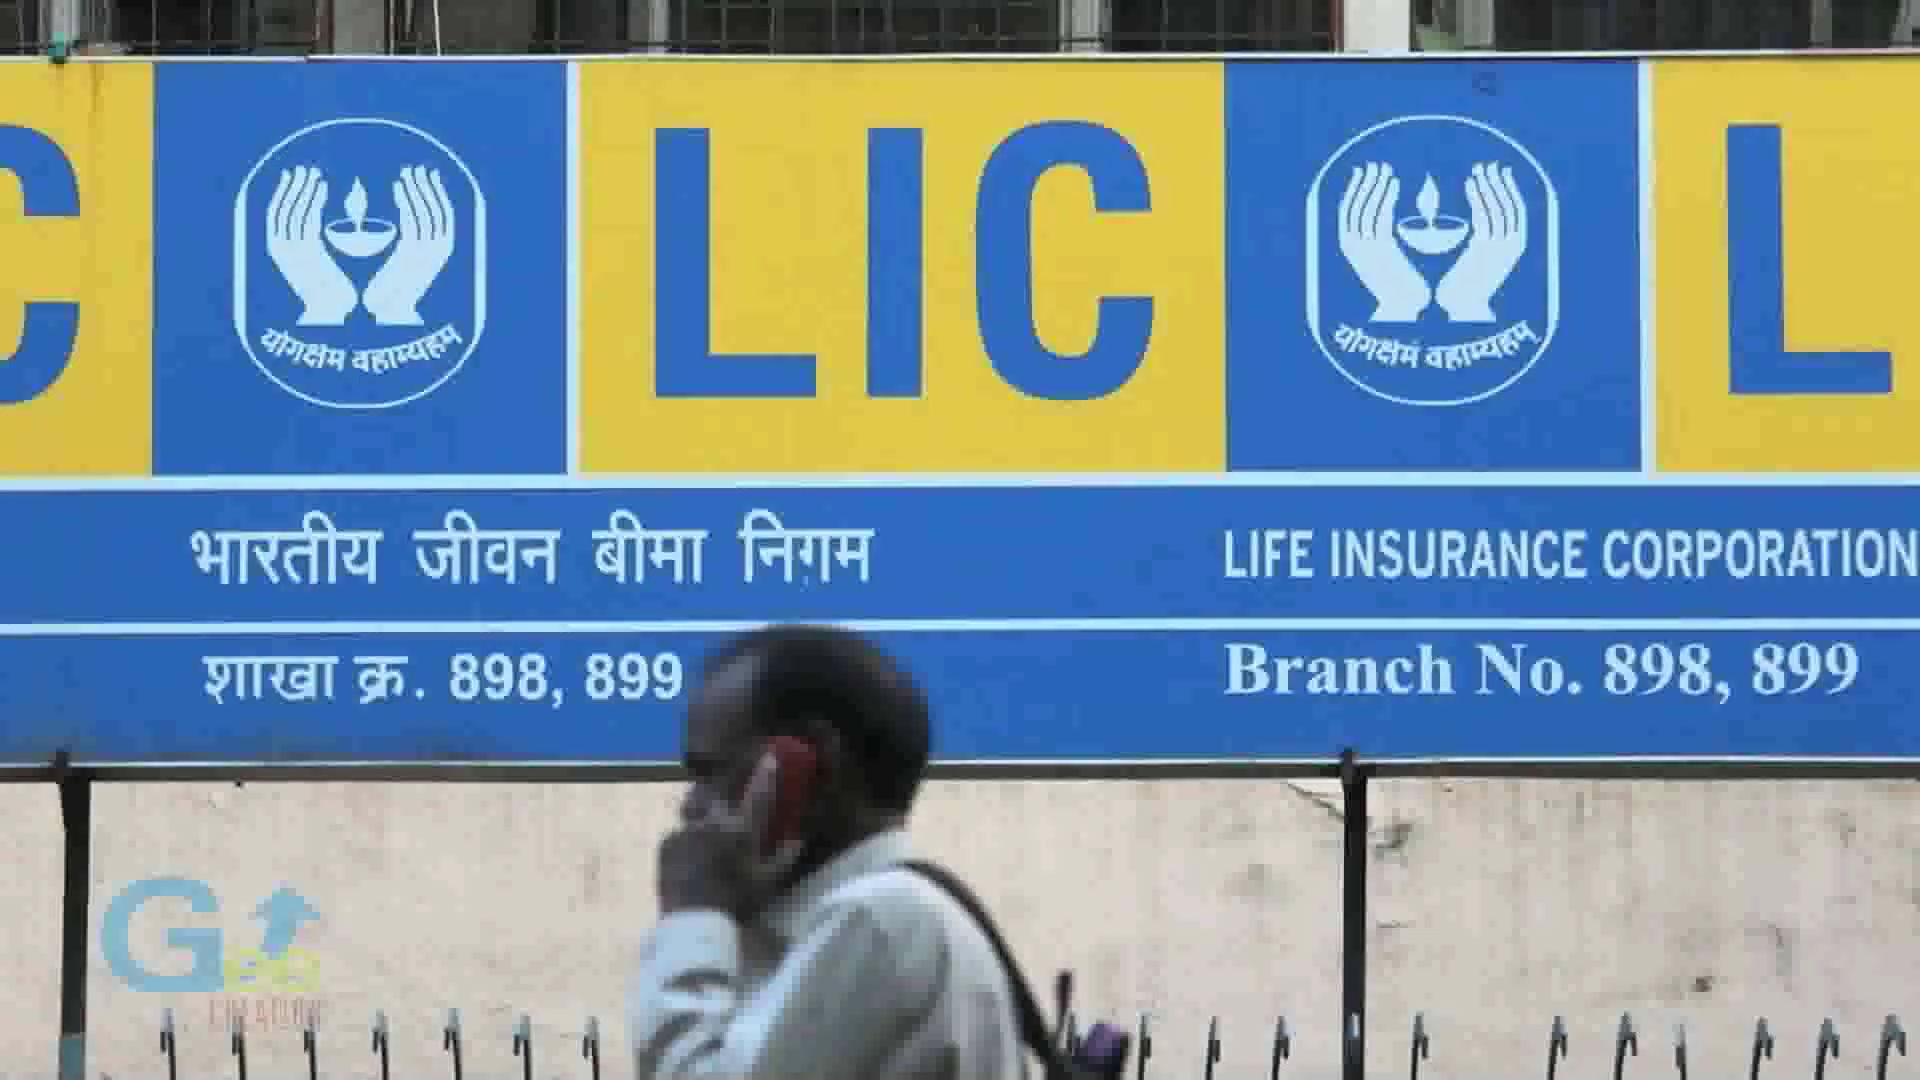 C
LIC
L
योगक्षेमं वहाम्यहम्
योगक्षेमं वहाम्यहम्
भारतीय जीवन बीमा निगम
LIFE INSURANCE CORPORATION
शाखा क्र. 898, 899
Branch No. 898, 899
G